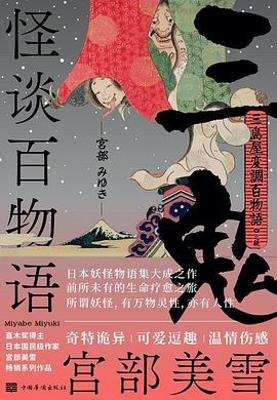 怪谈百物语
三鬼
三島屋変調百物語
宮部みゆき
日本妖怪物语集大成之作
前所未有的生命疗愈之旅
所谓妖怪，有万物灵性，亦有人性
Miyabe Miyuki
直木奖得主
日本国民级作家
宫部美雪
畅销系列作品
奇特诡异|可爱逗趣|温情伤感
宫部美雪
中国华侨出版社